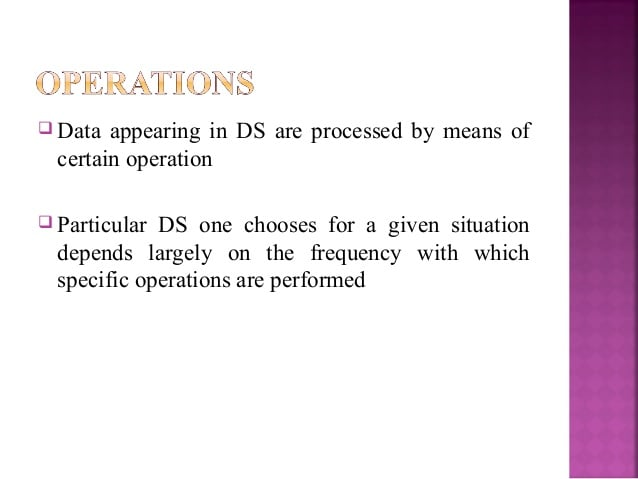 OPERATIONS
Data appearing in DS are processed by means of
certain operation
Particular DS one chooses for a given situation
depends largely on the frequency with which
specific operations are performed